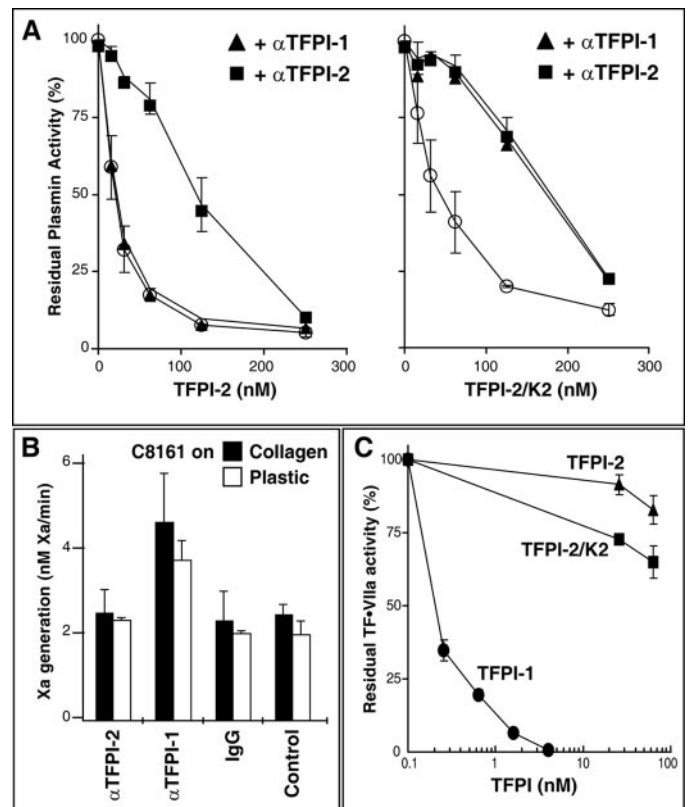 A
+ αTFPI-1
+ αTFPI-2
100
75
50
25
0
Residual Plasmin Activity (%)
0 100 200 300
TFPI-2 (nM)
+ αTFPI-1
+ αTFPI-2
0 100 200 300
TFPI-2/K2 (nM)
B
C8161 on
Collagen
Plastic
6
4
2
0
Xa generation (nM Xa/min)
αTFPI-2
αTFPI-1
IgG
Control
C
100
75
50
25
0
Residual TF•VIIa activity (%)
TFPI-2
TFPI-2/K2
TFPI-1
0.1 1 10 100
TFPI (nM)